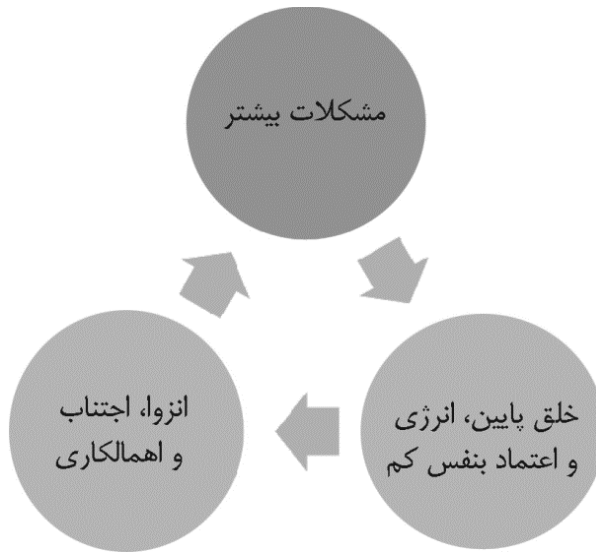 مشکلات بیشتر
خلق پایین، انرژی
و اعتماد بنفس کم
انزوا، اجتناب
و اهمالکاری